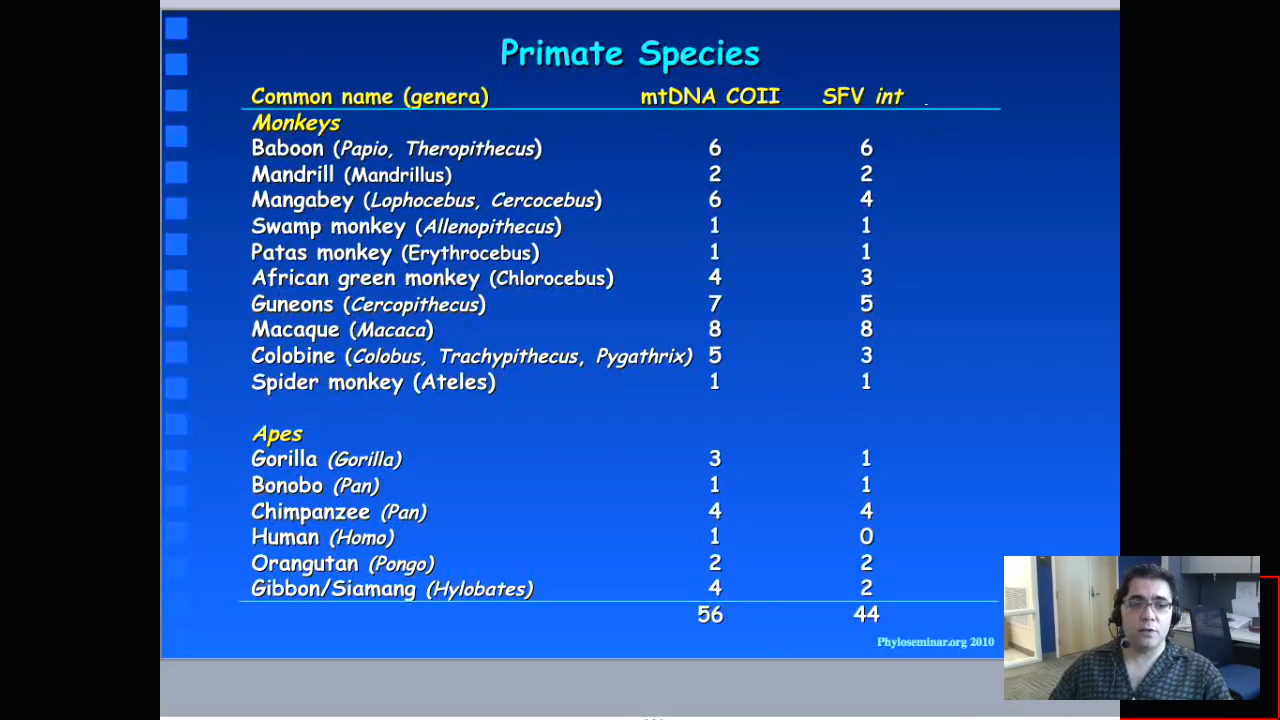 Primate Species
Common name (genera) mtDNA COII SFV int
Monkeys
Baboon (Papio, Theropithecus) 6 6
Mandrill (Mandrillus) 2 2
Mangabey (Lophocebus, Cercocebus) 6 4
Swamp monkey (Allenopithecus) 1 1
Patas monkey (Erythrocebus) 1 1
African green monkey (Chlorocebus) 4 3
Guneons (Cercopithecus) 7 5
Macaque (Macaca) 8 8
Colobine (Colobus, Trachypithecus, Pygathrix) 5 3
Spider monkey (Ateles) 1 1
Apes
Gorilla (Gorilla) 3 1
Bonobo (Pan) 1 1
Chimpanzee (Pan) 4 4
Human (Homo) 1 0
Orangutan (Pongo) 2 2
Gibbon/Siamang (Hylobates) 4 2
56 44
Phyloseminar.org 2010